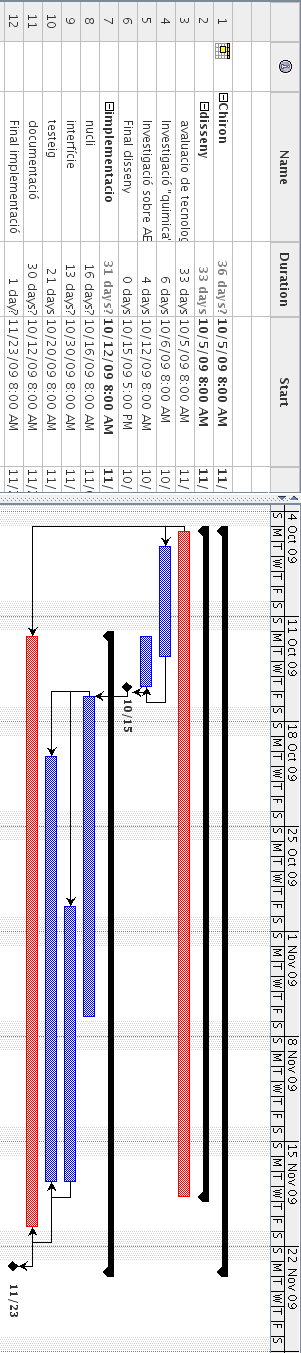 Name Duration Start
1 Chiron 36 days? 10/5/09 8:00 AM 11/
2 disseny 33 days 10/5/09 8:00 AM 11/
3 avaluacio de tecnolog 33 days 10/5/09 8:00 AM 11/
4 Investigació "quimica" 6 days 10/6/09 8:00 AM 10/
5 Investigació sobre AE 4 days 10/12/09 8:00 AM 10/
6 Final disseny 0 days 10/15/09 5:00 PM 10/
7 implementacio 31 days? 10/12/09 8:00 AM 11/
8 nucli 16 days? 10/16/09 8:00 AM 11/
9 interfície 13 days? 10/30/09 8:00 AM 11/
10 testeig 21 days 10/20/09 8:00 AM 11/
11 documentació 30 days? 10/12/09 8:00 AM 11/
12 Final implementació 1 day? 11/23/09 8:00 AM 11/
4 Oct 09 11 Oct 09 18 Oct 09 25 Oct 09 1 Nov 09 8 Nov 09 15 Nov 09 22 Nov 09
S M T W T F S S M T W T F S S M T W T F S S M T W T F S S M T W T F S S M T W T F S S M T W T F S S M T W T F S
10/15
11/23